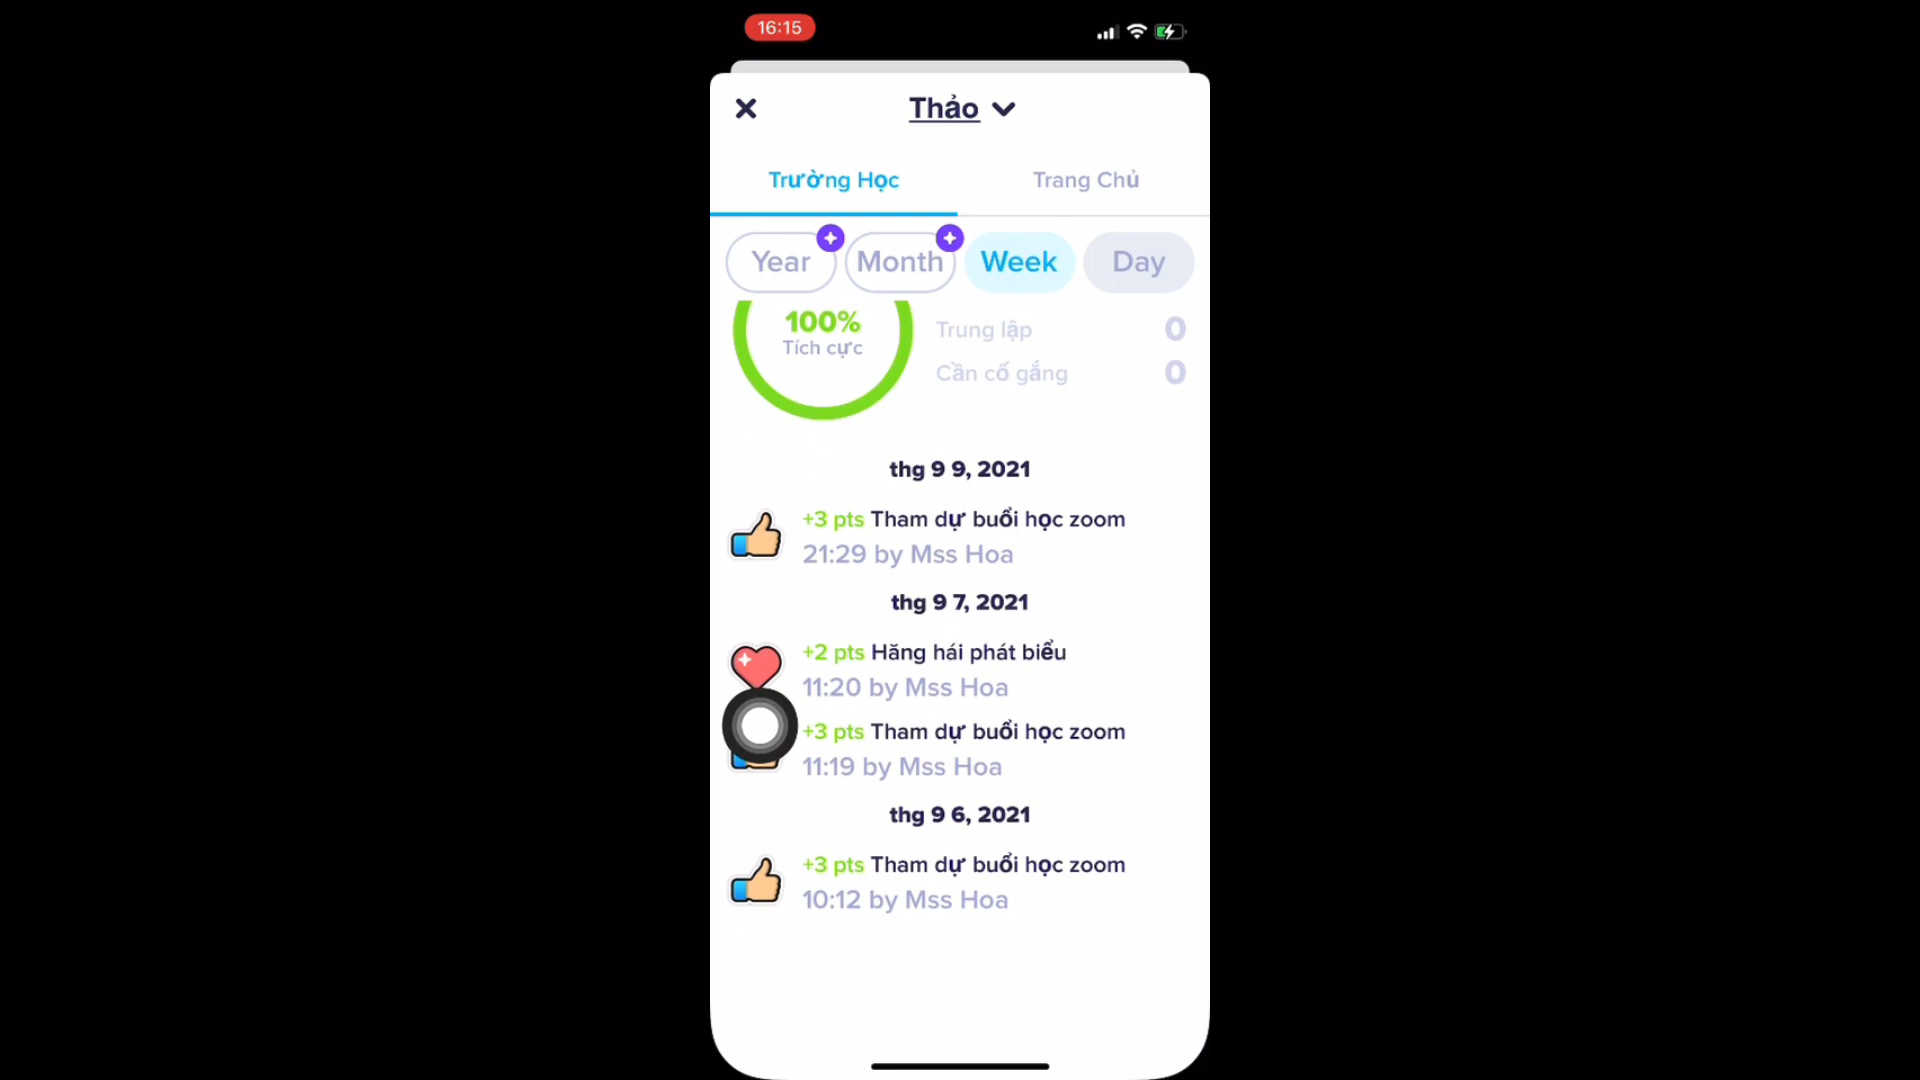 16:15
Thảo
Trường Học
Trang Chủ
Year
Month
Week
Day
100%
Tích cực
Trung lập
0
Cần cố gắng
0
thg 9 9, 2021
+3 pts Tham dự buổi học zoom
21:29 by Mss Hoa
thg 9 7, 2021
+2 pts Hăng hái phát biểu
11:20 by Mss Hoa
+3 pts Tham dự buổi học zoom
11:19 by Mss Hoa
thg 9 6, 2021
+3 pts Tham dự buổi học zoom
10:12 by Mss Hoa